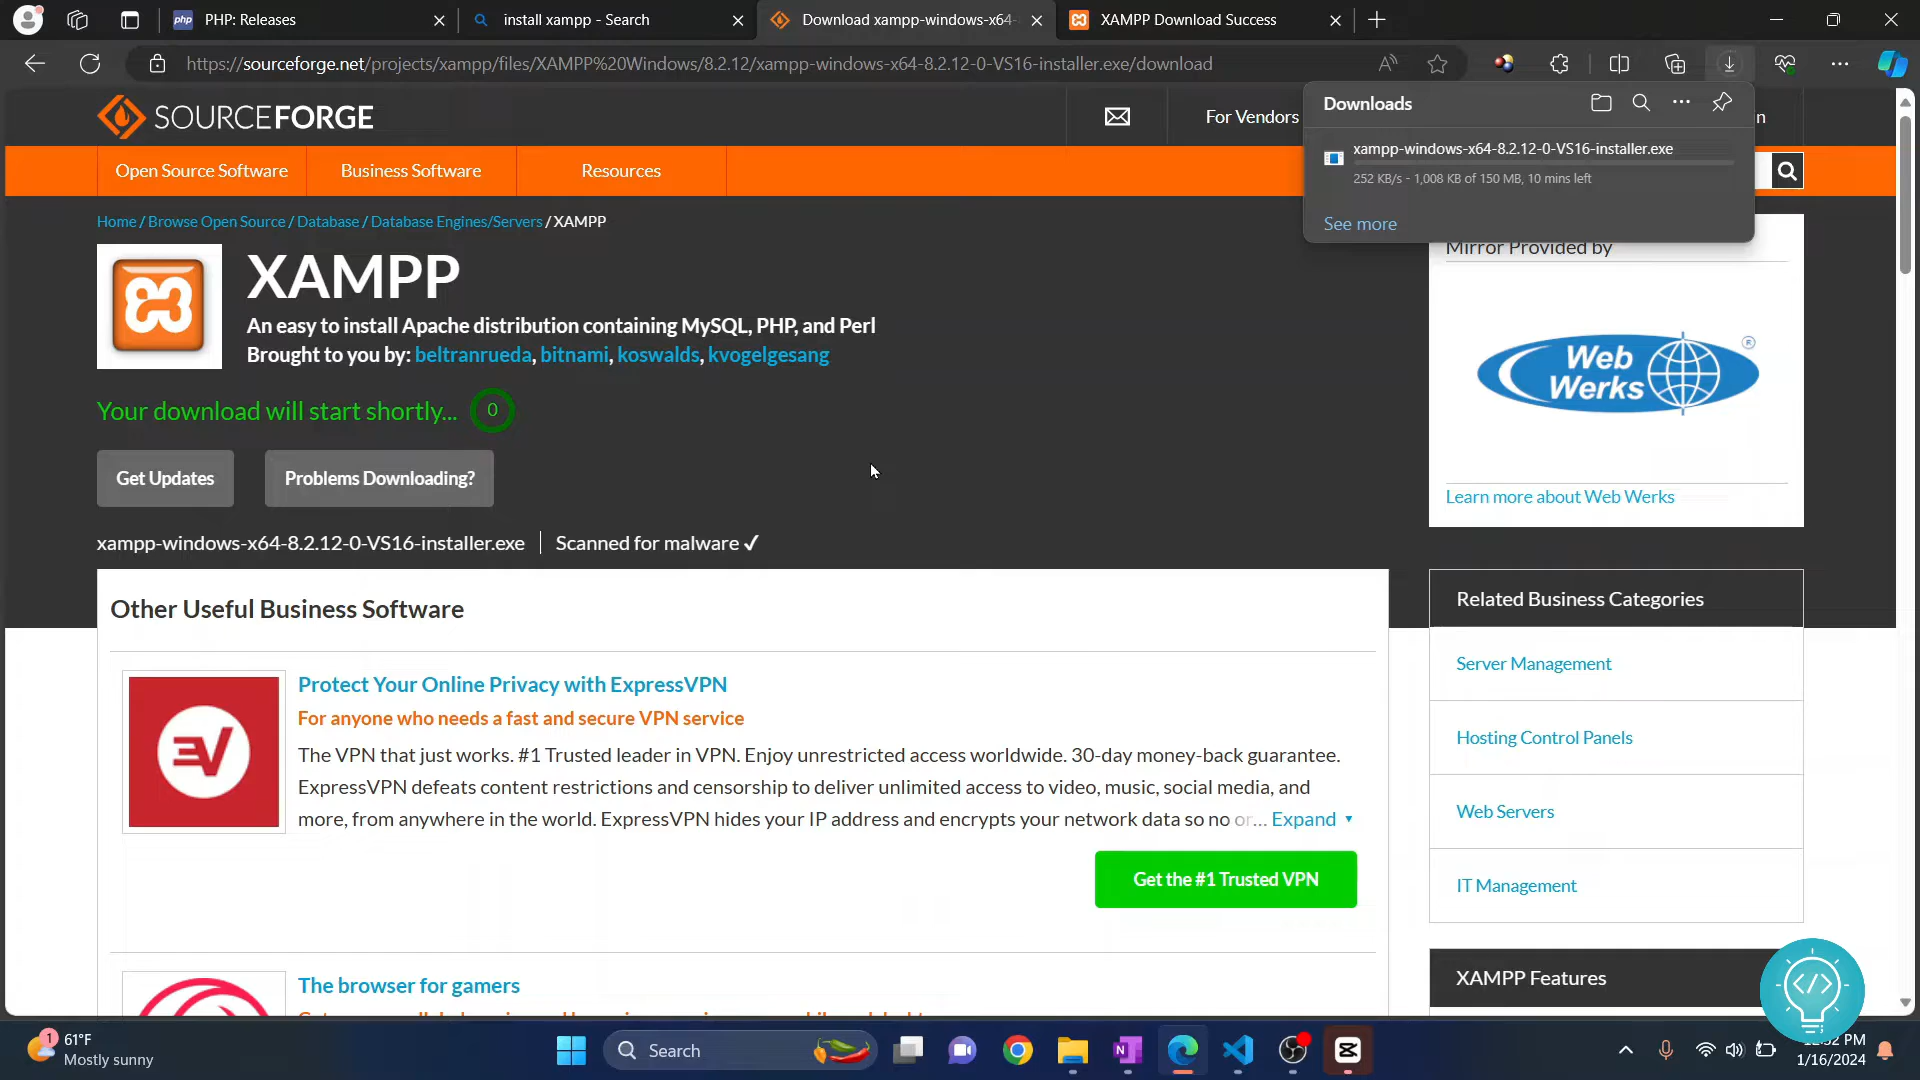 PHP: Releases
install xampp - Search
Download xampp-windows-x64-
XAMPP Download Success
https://sourceforge.net/projects/xampp/files/XAMPP%20Windows/8.2.12/xampp-windows-x64-8.2.12-0-VS16-installer.exe/download
SOURCEFORGE
For Vendors
Downloads
xampp-windows-x64-8.2.12-0-VS16-installer.exe
252 KB/s - 1,008 KB of 150 MB, 10 mins left
See more
Open Source Software
Business Software
Resources
Home / Browse Open Source / Database / Database Engines/Servers / XAMPP
XAMPP
An easy to install Apache distribution containing MySQL, PHP, and Perl
Brought to you by: beltranrueda, bitnami, koswalds, kvogelgesang
Your download will start shortly... 0
Get Updates
Problems Downloading?
xampp-windows-x64-8.2.12-0-VS16-installer.exe
Scanned for malware ✓
Mirror Provided by
Web Werks ®
Learn more about Web Werks
Other Useful Business Software
Protect Your Online Privacy with ExpressVPN
For anyone who needs a fast and secure VPN service
The VPN that just works. #1 Trusted leader in VPN. Enjoy unrestricted access worldwide. 30-day money-back guarantee.
ExpressVPN defeats content restrictions and censorship to deliver unlimited access to video, music, social media, and
more, from anywhere in the world. ExpressVPN hides your IP address and encrypts your network data so no or... Expand
Get the #1 Trusted VPN
The browser for gamers
Related Business Categories
Server Management
Hosting Control Panels
Web Servers
IT Management
XAMPP Features
1
61°F
Mostly sunny
Search
PM
1/16/2024